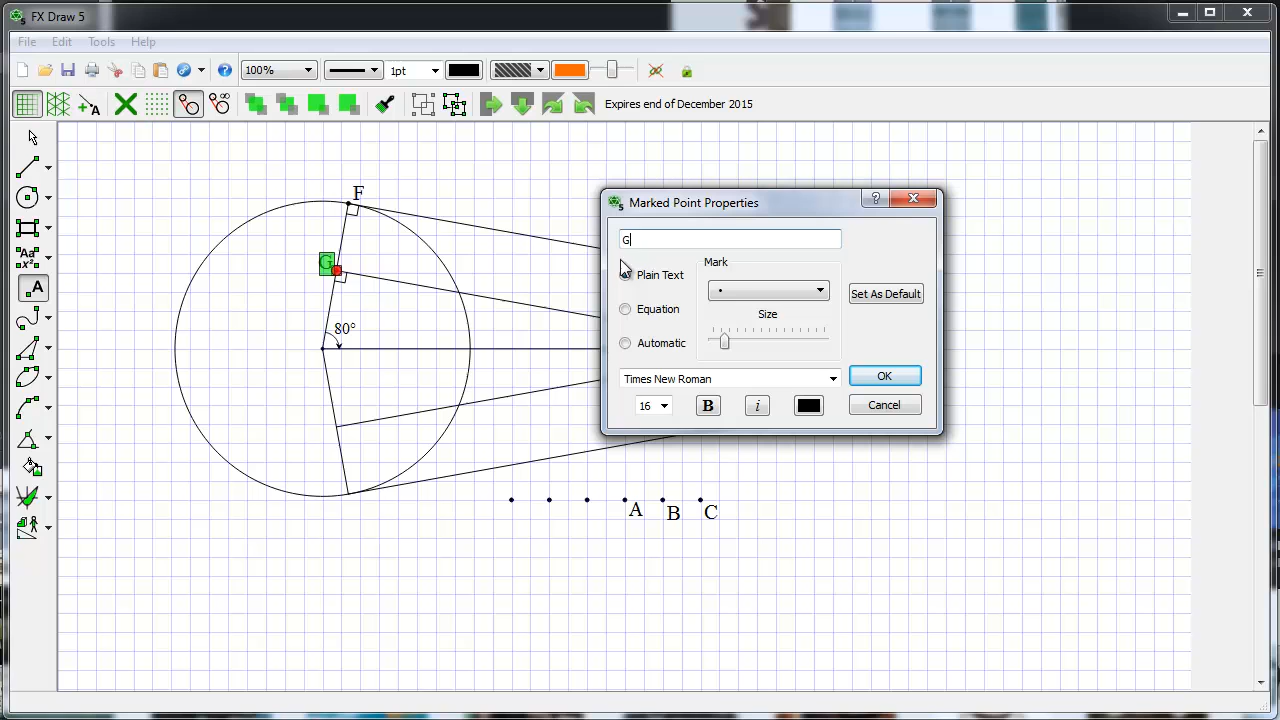 FX Draw 5
File Edit Tools Help
100% 1pt
Expires end of December 2015
Marked Point Properties
G
Plain Text
Mark
Set As Default
Equation
Size
Automatic
Times New Roman
OK
16 B i
Cancel
F
G
80°
A B C
Aa
A